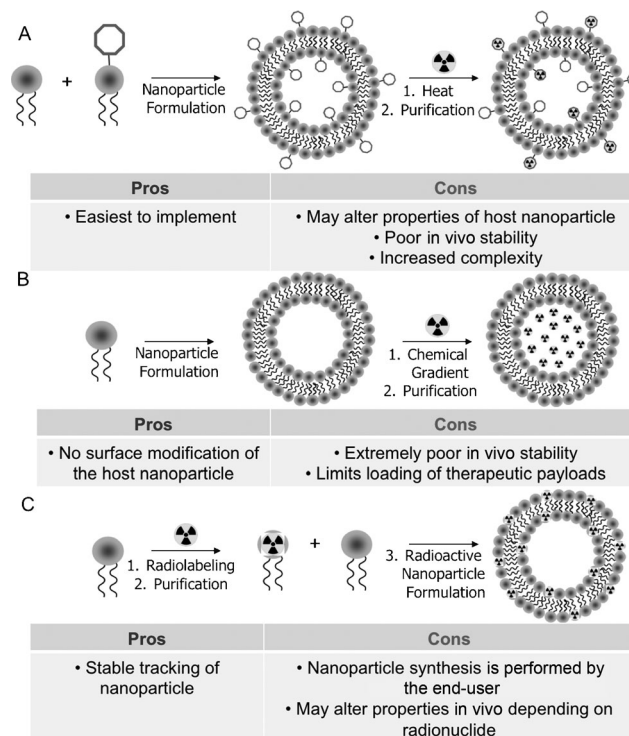 A
+
Nanoparticle
Formulation
1. Heat
2. Purification
Pros
Cons
• Easiest to implement
• May alter properties of host nanoparticle
• Poor in vivo stability
• Increased complexity
B
Nanoparticle
Formulation
1. Chemical
Gradient
2. Purification
Pros
Cons
• No surface modification of
the host nanoparticle
• Extremely poor in vivo stability
• Limits loading of therapeutic payloads
C
1. Radiolabeling
2. Purification
+
3. Radioactive
Nanoparticle
Formulation
Pros
Cons
• Stable tracking of
nanoparticle
• Nanoparticle synthesis is performed by
the end-user
• May alter properties in vivo depending on
radionuclide